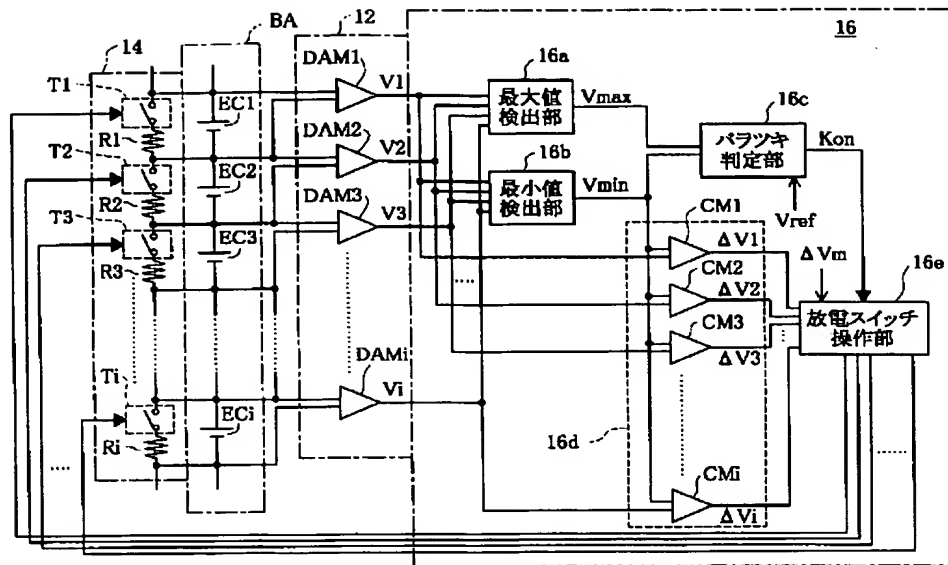 BA
12
16
14
DAM1
V1
16a
最大値
検出部
Vmax
16c
バラツキ
判定部
Kon
T1
EC1
R1
DAM2
V2
16b
最小値
検出部
Vmin
Vref
T2
EC2
R2
DAM3
V3
CM1
ΔV1
ΔVm
16e
T3
EC3
R3
CM2
ΔV2
放電スイッチ
操作部
CM3
ΔV3
DAMi
Vi
Ti
ECi
Ri
16d
CMi
ΔVi